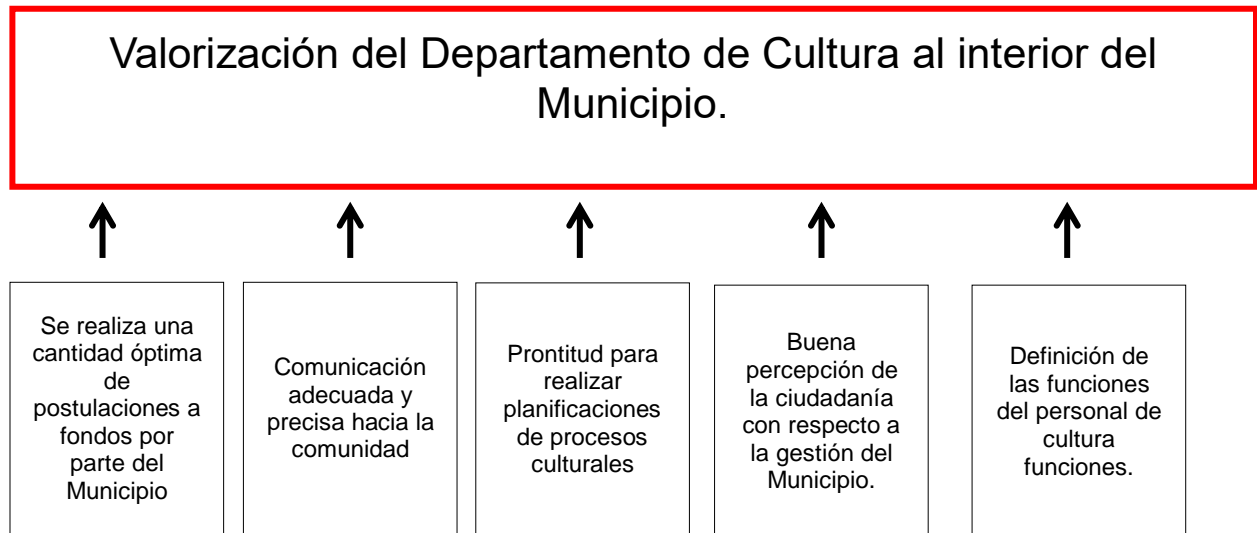 Valorización del Departamento de Cultura al interior del
Municipio.
Se realiza una
cantidad óptima
de
postulaciones a
fondos por
parte del
Municipio
Comunicación
adecuada y
precisa hacia la
comunidad
Prontitud para
realizar
planificaciones
de procesos
culturales
Buena
percepción de
la ciudadanía
con respecto a
la gestión del
Municipio.
Definición de
las funciones
del personal de
cultura
funciones.